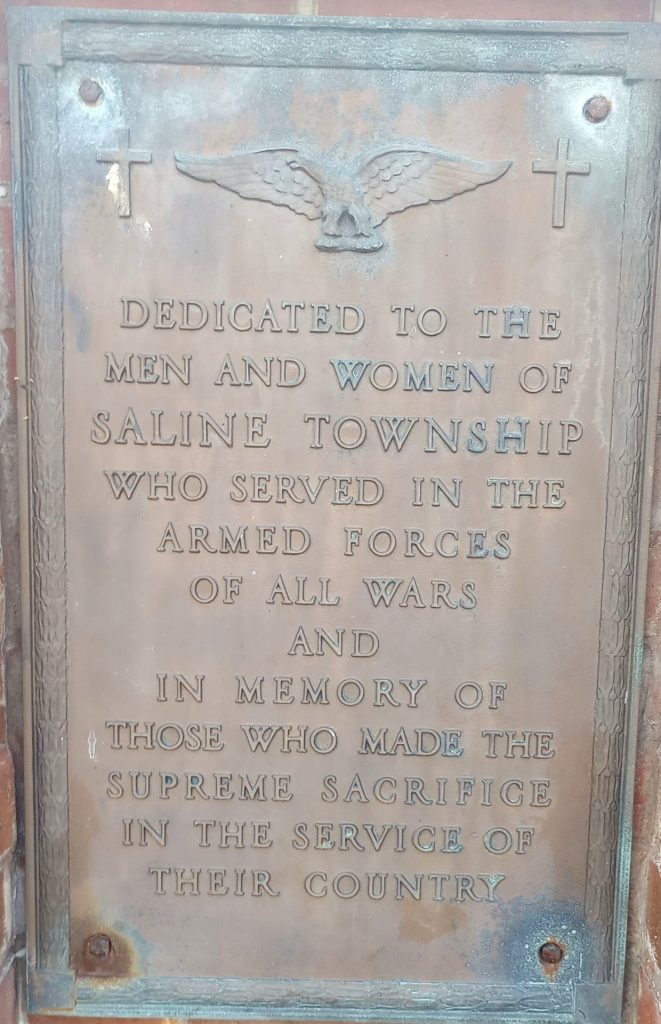 DEDICATED TO THE
MEN AND WOMEN OF
SALINE TOWNSHIP
WHO SERVED IN THE
ARMED FORCES
OF ALL WARS
AND
IN MEMORY OF
THOSE WHO MADE THE
SUPREME SACRIFICE
IN THE SERVICE OF
THEIR COUNTRY